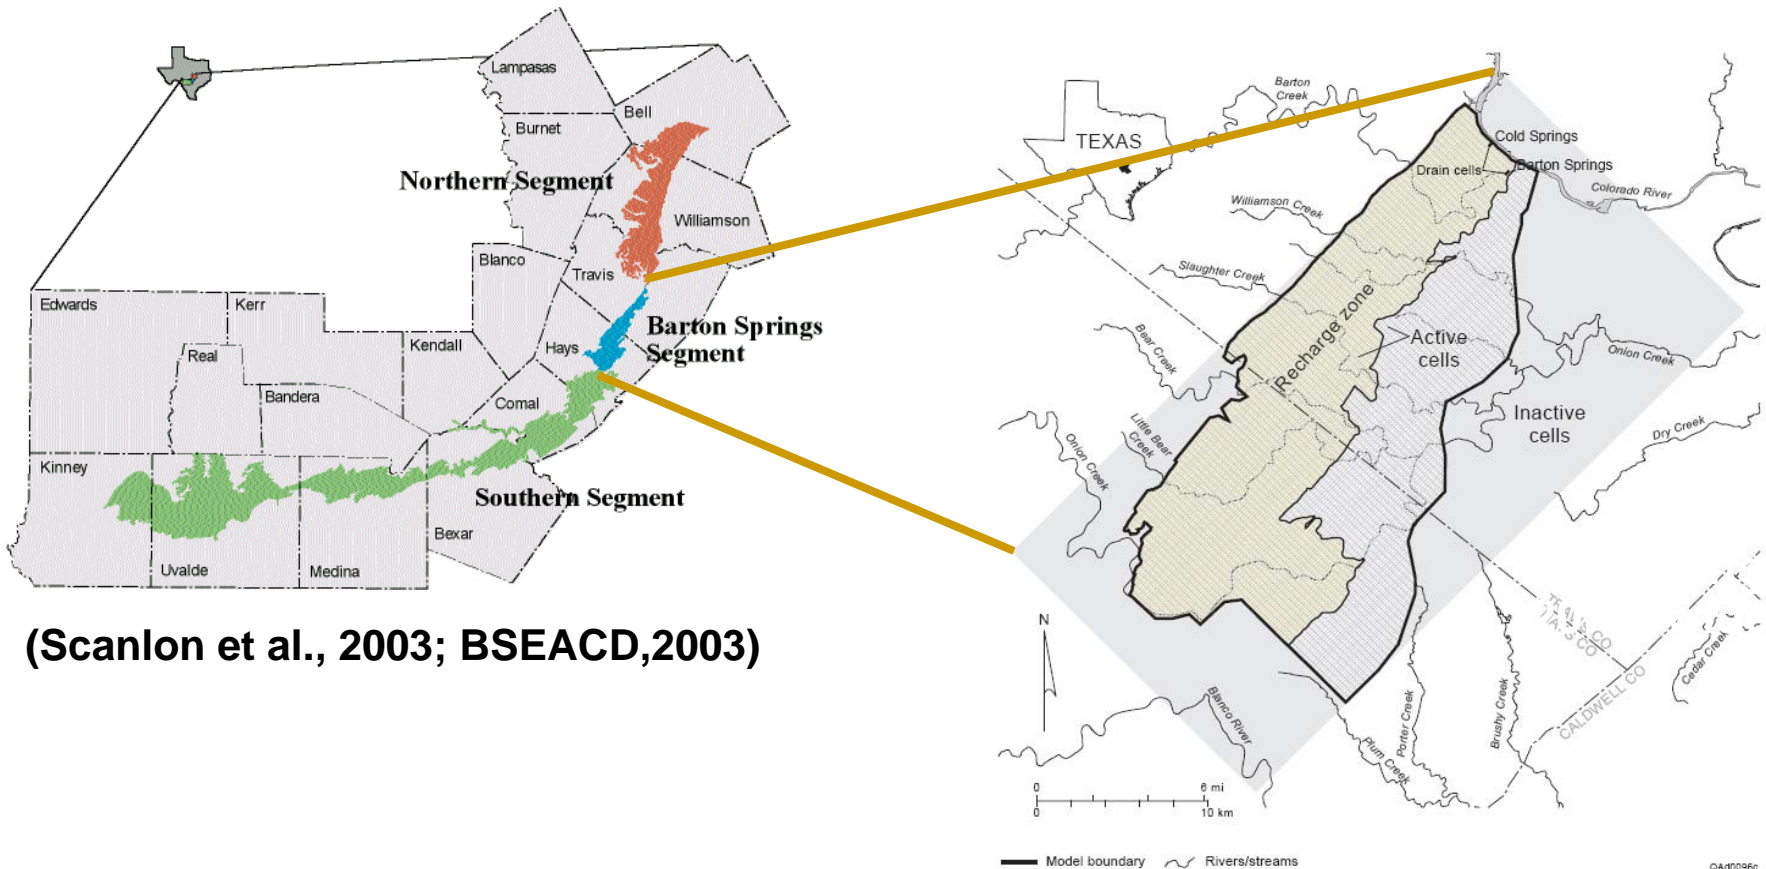 Lampasas
Bell
Burnet
Northern Segment
Williamson
Blanco
Travis
Edwards
Kerr
Barton Springs
Segment
Hays
Kendall
Real
Bandera
Comal
Kinney
Southern Segment
Bexar
Uvalde
Medina
(Scanlon et al., 2003; BSEACD,2003)
Barton
Creek
TEXAS
Cold Springs
Barton Springs
Drain cells
Colorado River
Williamson Creek
Slaughter Creek
Recharge zone
Bear Creek
Active
cells
Onion Creek
Inactive
cells
Dry Creek
Little Bear
Creek
Onion Creek
N
CALDWELL CO
Cedar Creek
Blanco River
Plum Creek
Porter Creek
Brushy Creek
0
6 mi
0
10 km
Model boundary
Rivers/streams
QAd0096c